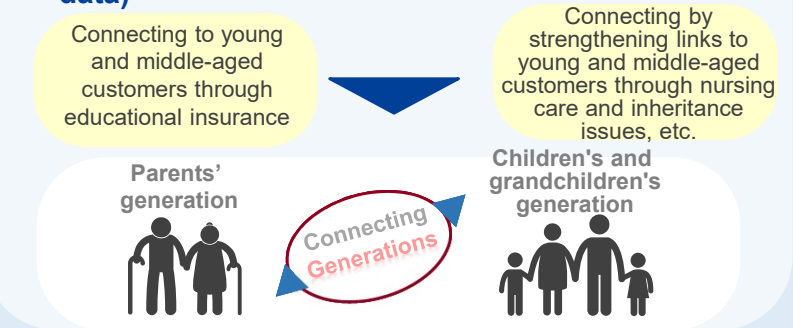 data)
Connecting to young
and middle-aged
customers through
educational insurance
Connecting by
strengthening links to
young and middle-aged
customers through nursing
care and inheritance
issues, etc.
Parents’
generation
Connecting
Generations
Children's and
grandchildren's
generation